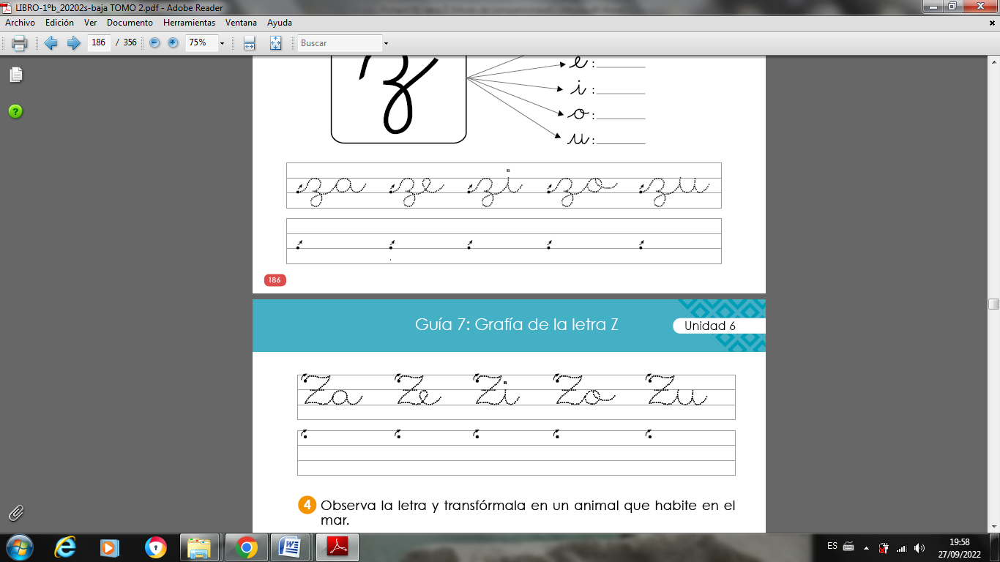 LIBRO-1ºb_20202s-baja TOMO 2.pdf - Adobe Reader
Archivo Edición Ver Documento Herramientas Ventana Ayuda
186 / 356 75% Buscar
z
e :
i :
o :
u :
za ze zi zo zu
186
Guía 7: Grafía de la letra Z
Unidad 6
Za Ze Zi Zo Zu
4 Observa la letra y transfórmala en un animal que habite en el
mar.
ES
19:58
27/09/2022